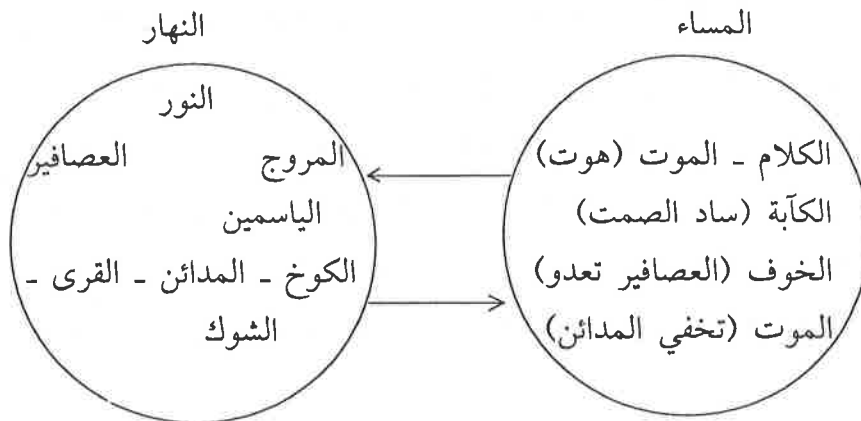 المساء
الكلام - الموت (هوت)
الكآبة (ساد الصمت)
الخوف (العصافير تعدو)
الموت (تخفي المدائن)
النهار
النور
المروج العصافير
الياسمين
الكوخ - المدائن - القرى -
الشوك